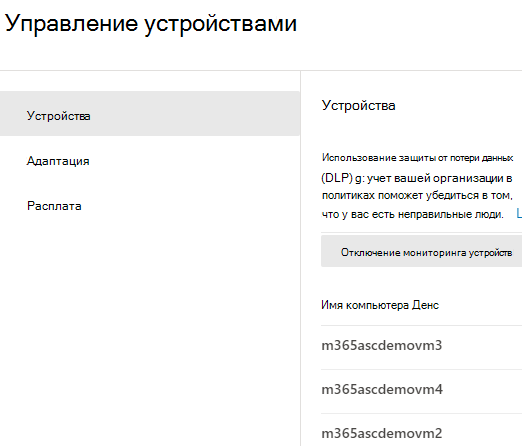 Управление устройствами
Устройства
Адаптация
Расплата
Устройства
Использование защиты от потери данных
(DLP) g: учет вашей организации в
политиках поможет убедиться в том,
что у вас есть неправильные люди.
Отключение мониторинга устройств
Имя компьютера Денс
m365ascdemovm3
m365ascdemovm4
m365ascdemovm2